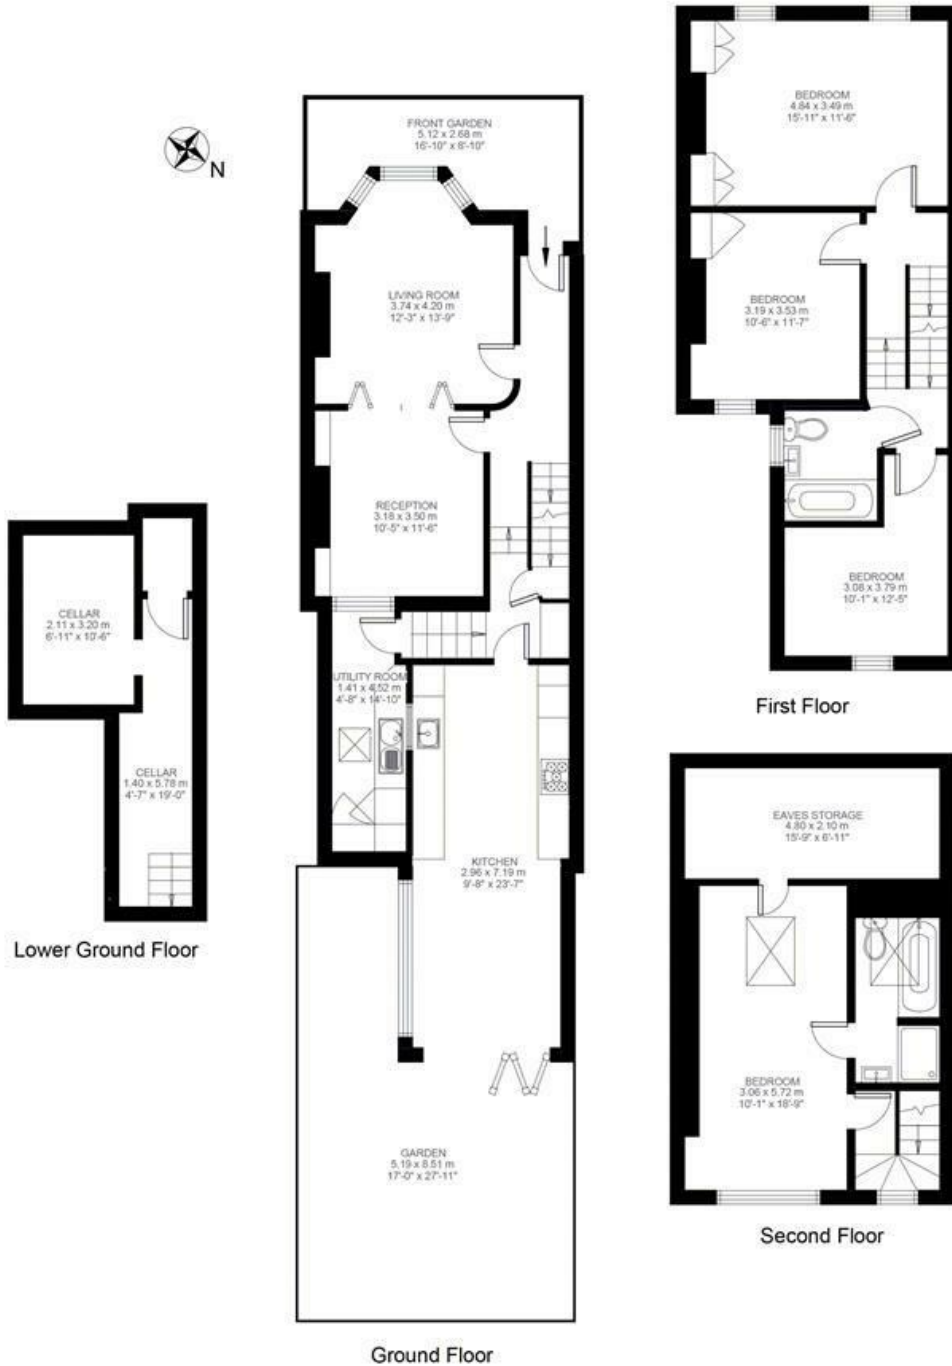 N
FRONT GARDEN
5.12 x 2.68 m
16'-10" x 8'-10"
LIVING ROOM
3.74 x 4.20 m
12'-3" x 13'-9"
RECEPTION
3.18 x 3.50 m
10'-5" x 11'-6"
UTILITY ROOM
1.41 x 4.52 m
4'-8" x 14'-10"
KITCHEN
2.96 x 7.19 m
9'-8" x 23'-7"
GARDEN
5.19 x 8.51 m
17'-0" x 27'-11"
Ground Floor
CELLAR
2.11 x 3.20 m
6'-11" x 10'-6"
CELLAR
1.40 x 5.78 m
4'-7" x 19'-0"
Lower Ground Floor
BEDROOM
4.84 x 3.49 m
15'-11" x 11'-6"
BEDROOM
3.19 x 3.53 m
10'-6" x 11'-7"
BEDROOM
3.08 x 3.79 m
10'-1" x 12'-5"
First Floor
EAVES STORAGE
4.80 x 2.10 m
15'-9" x 6'-11"
BEDROOM
3.06 x 5.72 m
10'-1" x 18'-9"
Second Floor